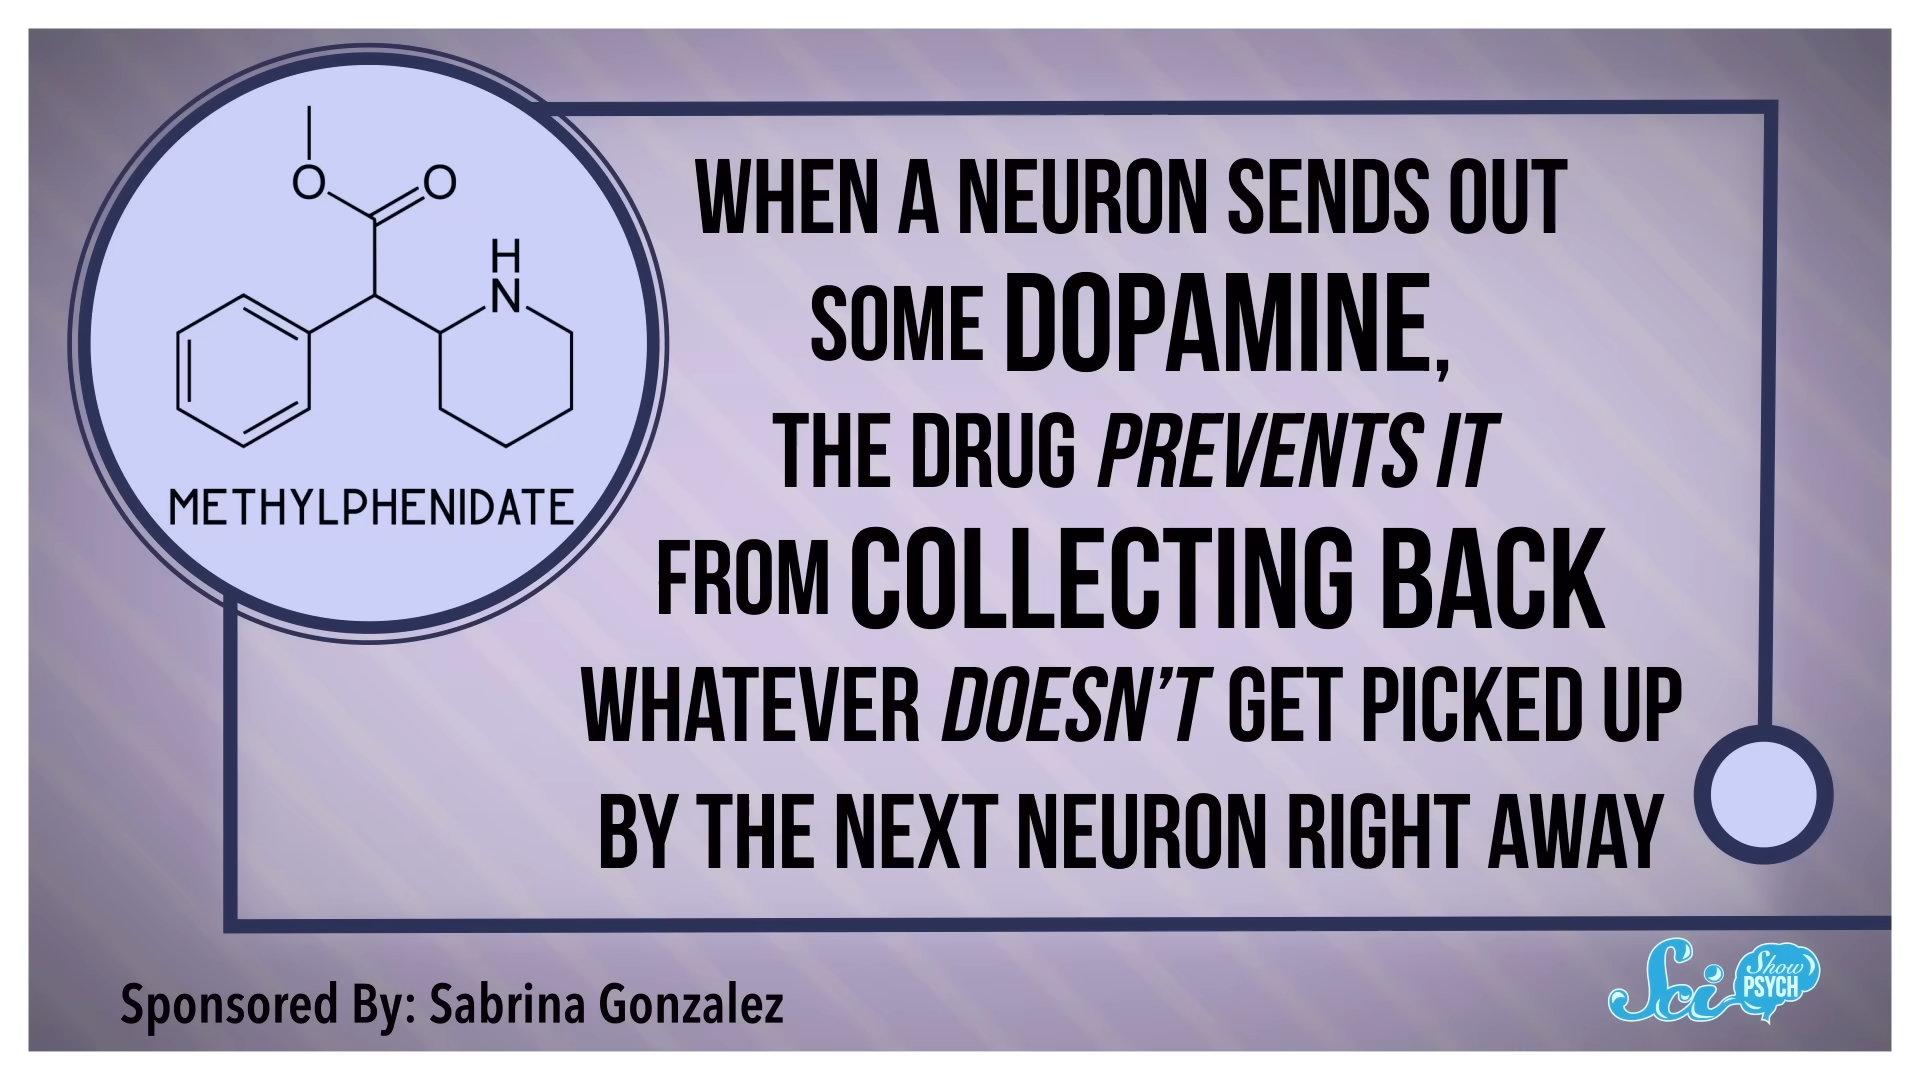 O
O
H
N
METHYLPHENIDATE
WHEN A NEURON SENDS OUT
SOME DOPAMINE,
THE DRUG PREVENTS IT
FROM COLLECTING BACK
WHATEVER DOESN'T GET PICKED UP
BY THE NEXT NEURON RIGHT AWAY
Sponsored By: Sabrina Gonzalez
Sci Show
PSYCH